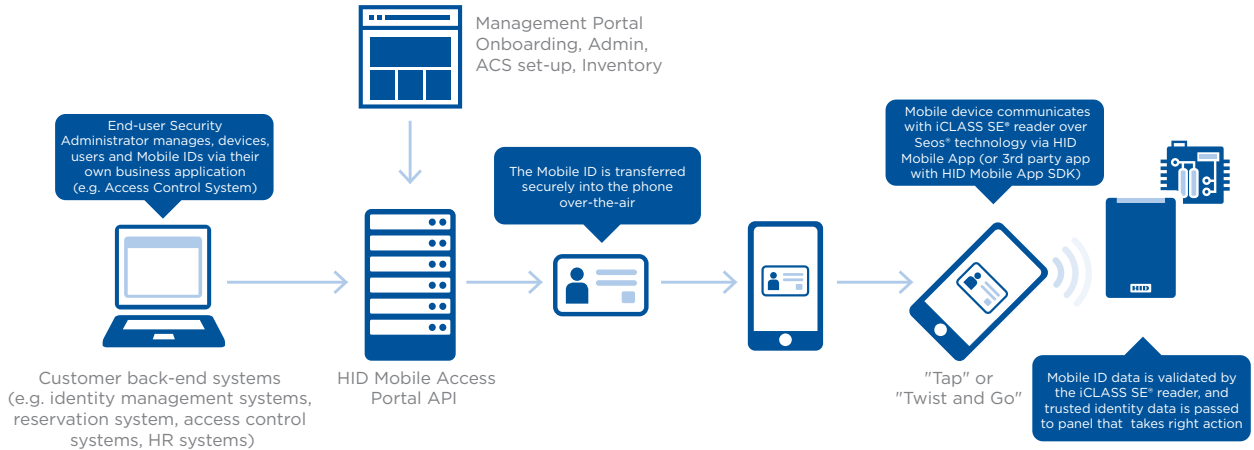 Management Portal
Onboarding, Admin,
ACS set-up, Inventory
End-user Security
Administrator manages, devices,
users and Mobile IDs via their
own business application
(e.g. Access Control System)
The Mobile ID is transferred
securely into the phone
over-the-air
Mobile device communicates
with iCLASS SE® reader over
Seos® technology via HID
Mobile App (or 3rd party app
with HID Mobile App SDK)
HID
Customer back-end systems
(e.g. identity management systems,
reservation system, access control
systems, HR systems)
HID Mobile Access
Portal API
"Tap" or
"Twist and Go"
Mobile ID data is validated by
the iCLASS SE® reader, and
trusted identity data is passed
to panel that takes right action